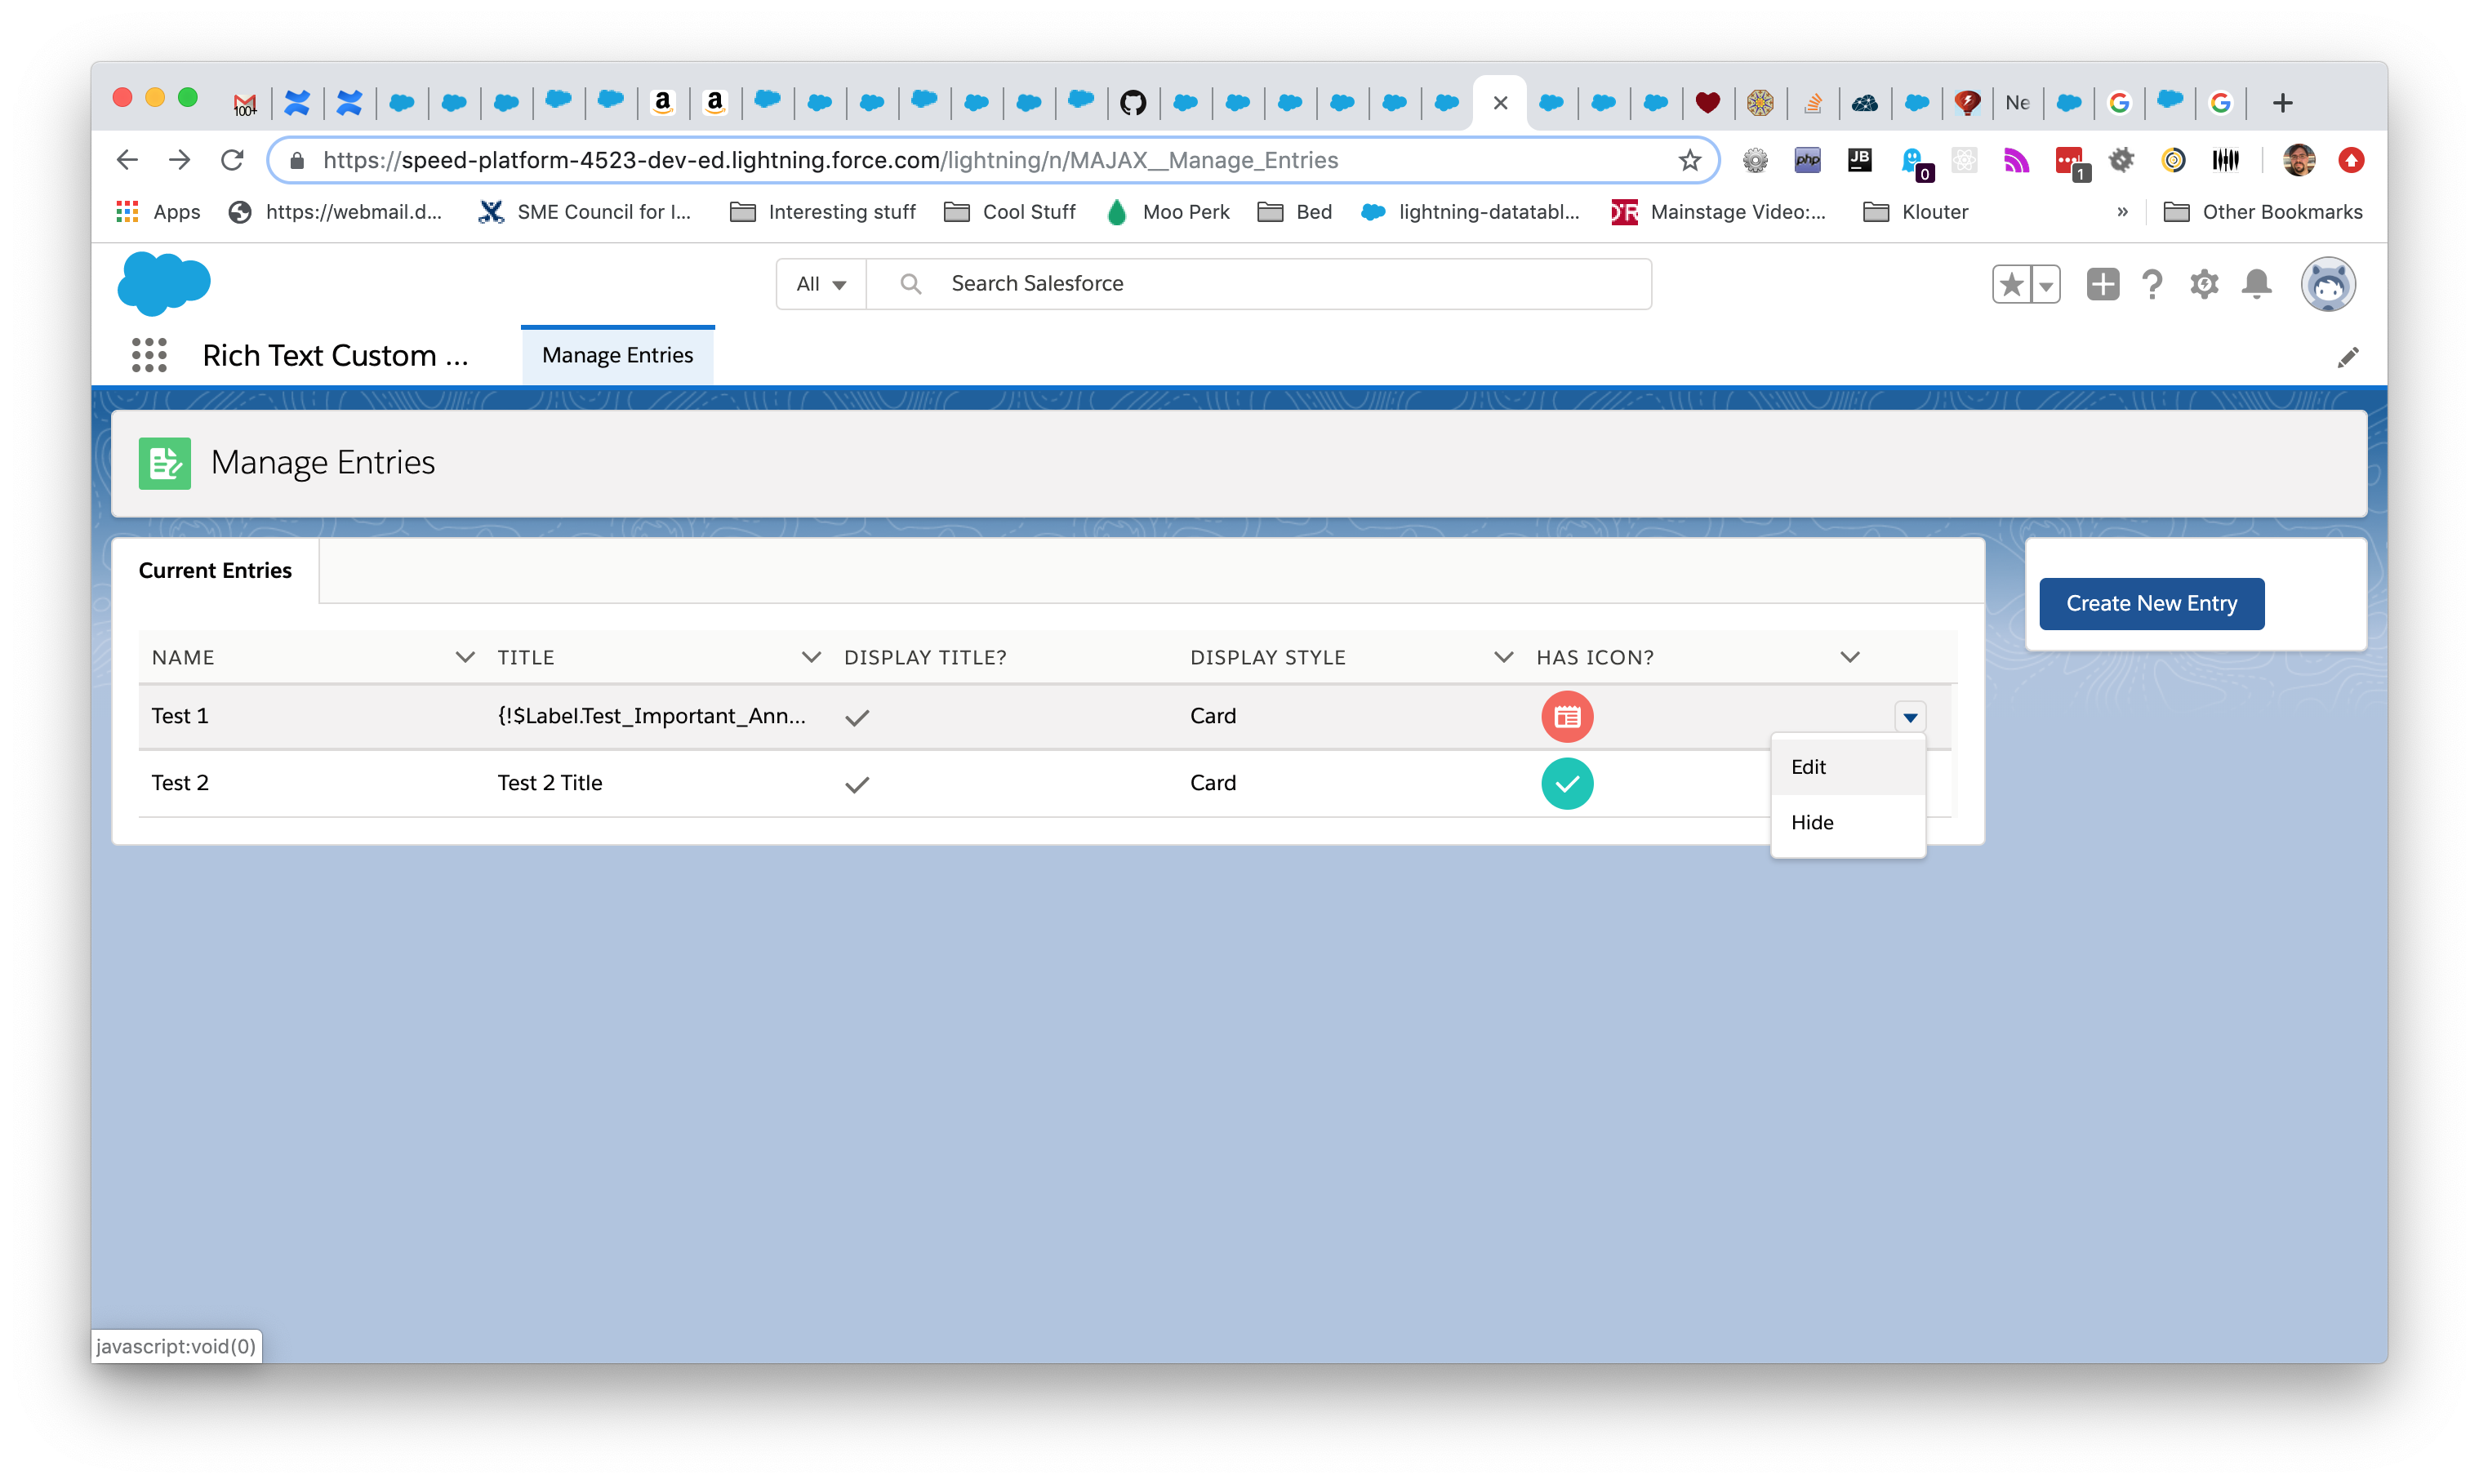 100+
a
a
Ne
https://speed-platform-4523-dev-ed.lightning.force.com/lightning/n/MAJAX__Manage_Entries
php
JB
0
1
Apps
https://webmail.d...
SME Council for I...
Interesting stuff
Cool Stuff
Moo Perk
Bed
lightning-datatabl...
Mainstage Video:...
Klouter
»
Other Bookmarks
All
Search Salesforce
Rich Text Custom ...
Manage Entries
Manage Entries
Current Entries
Create New Entry
NAME TITLE DISPLAY TITLE? DISPLAY STYLE HAS ICON?
Test 1 {!$Label.Test_Important_Ann... Card
Edit
Test 2 Test 2 Title Card
Hide
javascript:void(0)